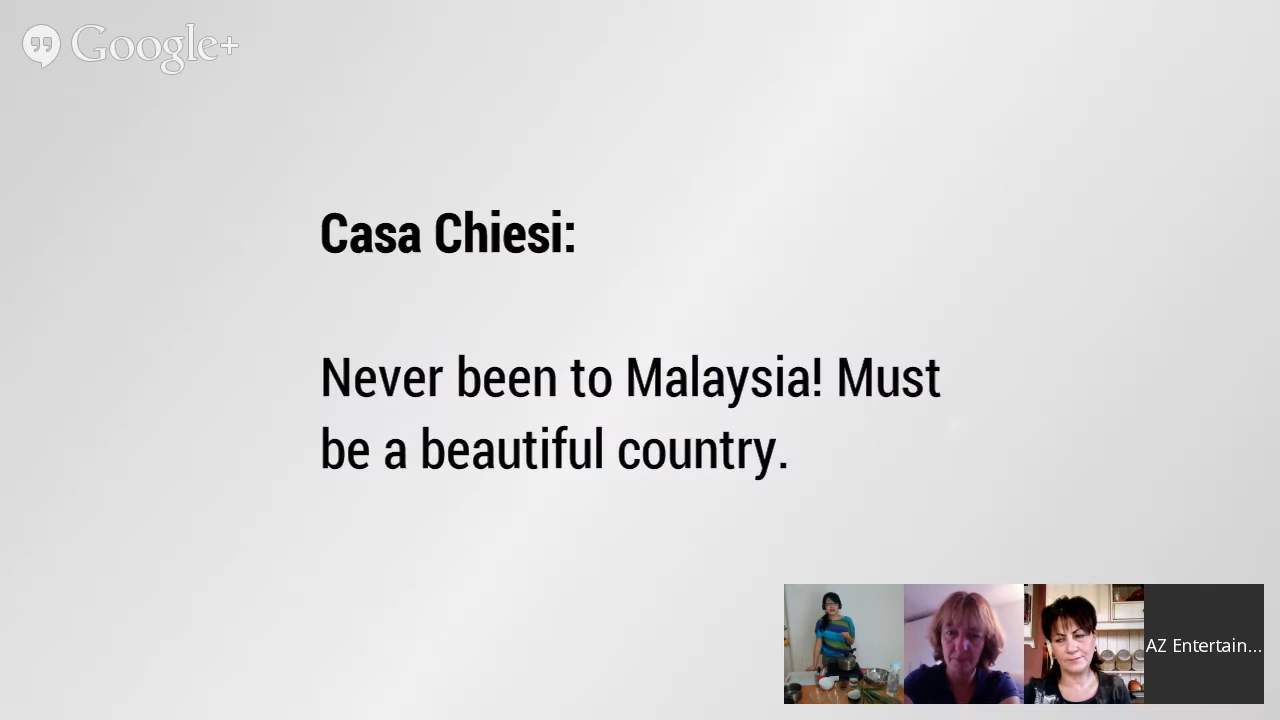 Google+
Casa Chiesi:
Never been to Malaysia! Must
be a beautiful country.
AZ Entertain...